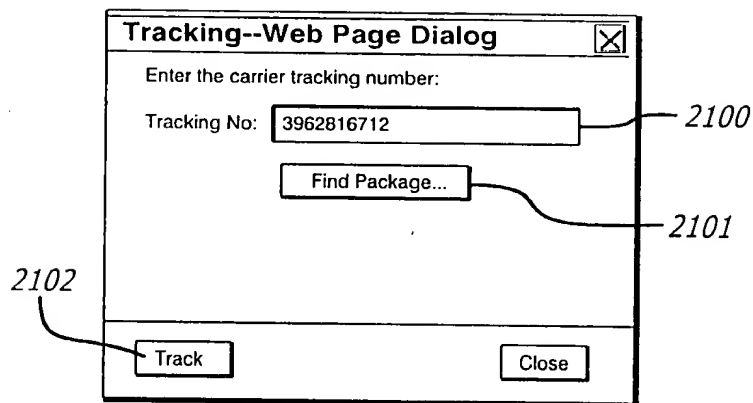 Tracking--Web Page Dialog
Enter the carrier tracking number:
Tracking No: 3962816712
2100
Find Package...
2101
2102
Track
Close